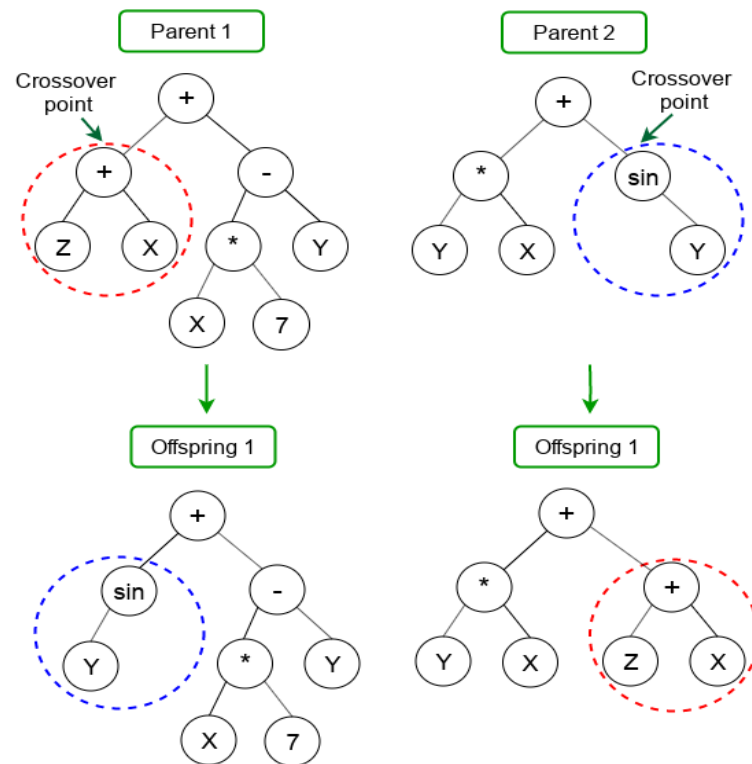 Parent 1
Parent 2
Crossover
point
Crossover
point
+
+
+
-
*
sin
Z
X
*
Y
Y
X
Y
X
7
Offspring 1
Offspring 1
+
+
sin
-
*
+
Y
*
Y
Y
X
Z
X
X
7